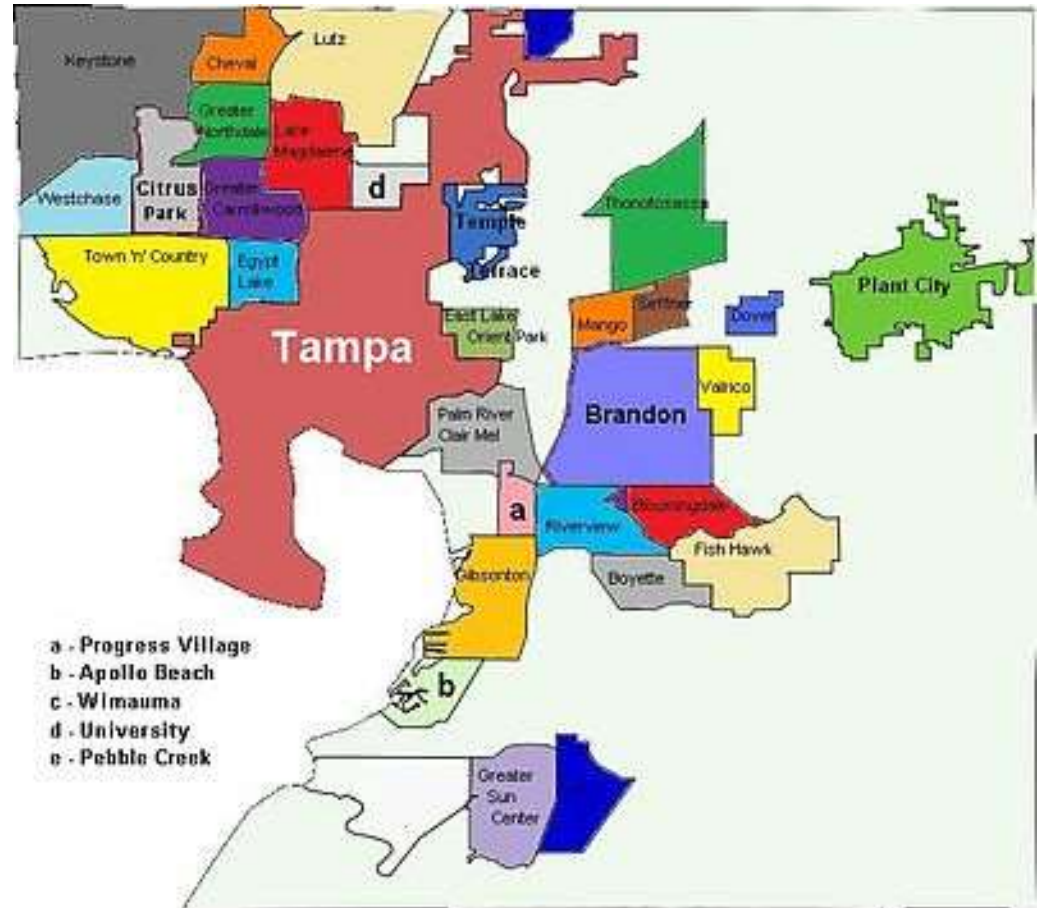 Keystone
Cheval
Lutz
Greater
Northdale
Lake
Magdalene
d
Westchase
Citrus
Park
Greater
Carrollwood
Temple
Terrace
Thonotosassa
Town 'n' Country
Egypt
Lake
East Lake
Orient Park
Mango
Seffner
Dover
Plant City
Tampa
Palm River
Clair Mel
Brandon
Valrico
a
Riverview
Bloomingdale
Fish Hawk
Gibsonton
Boyette
a - Progress Village
b - Apollo Beach
c - Wimauma
d - University
e - Pebble Creek
b
Greater
Sun
Center